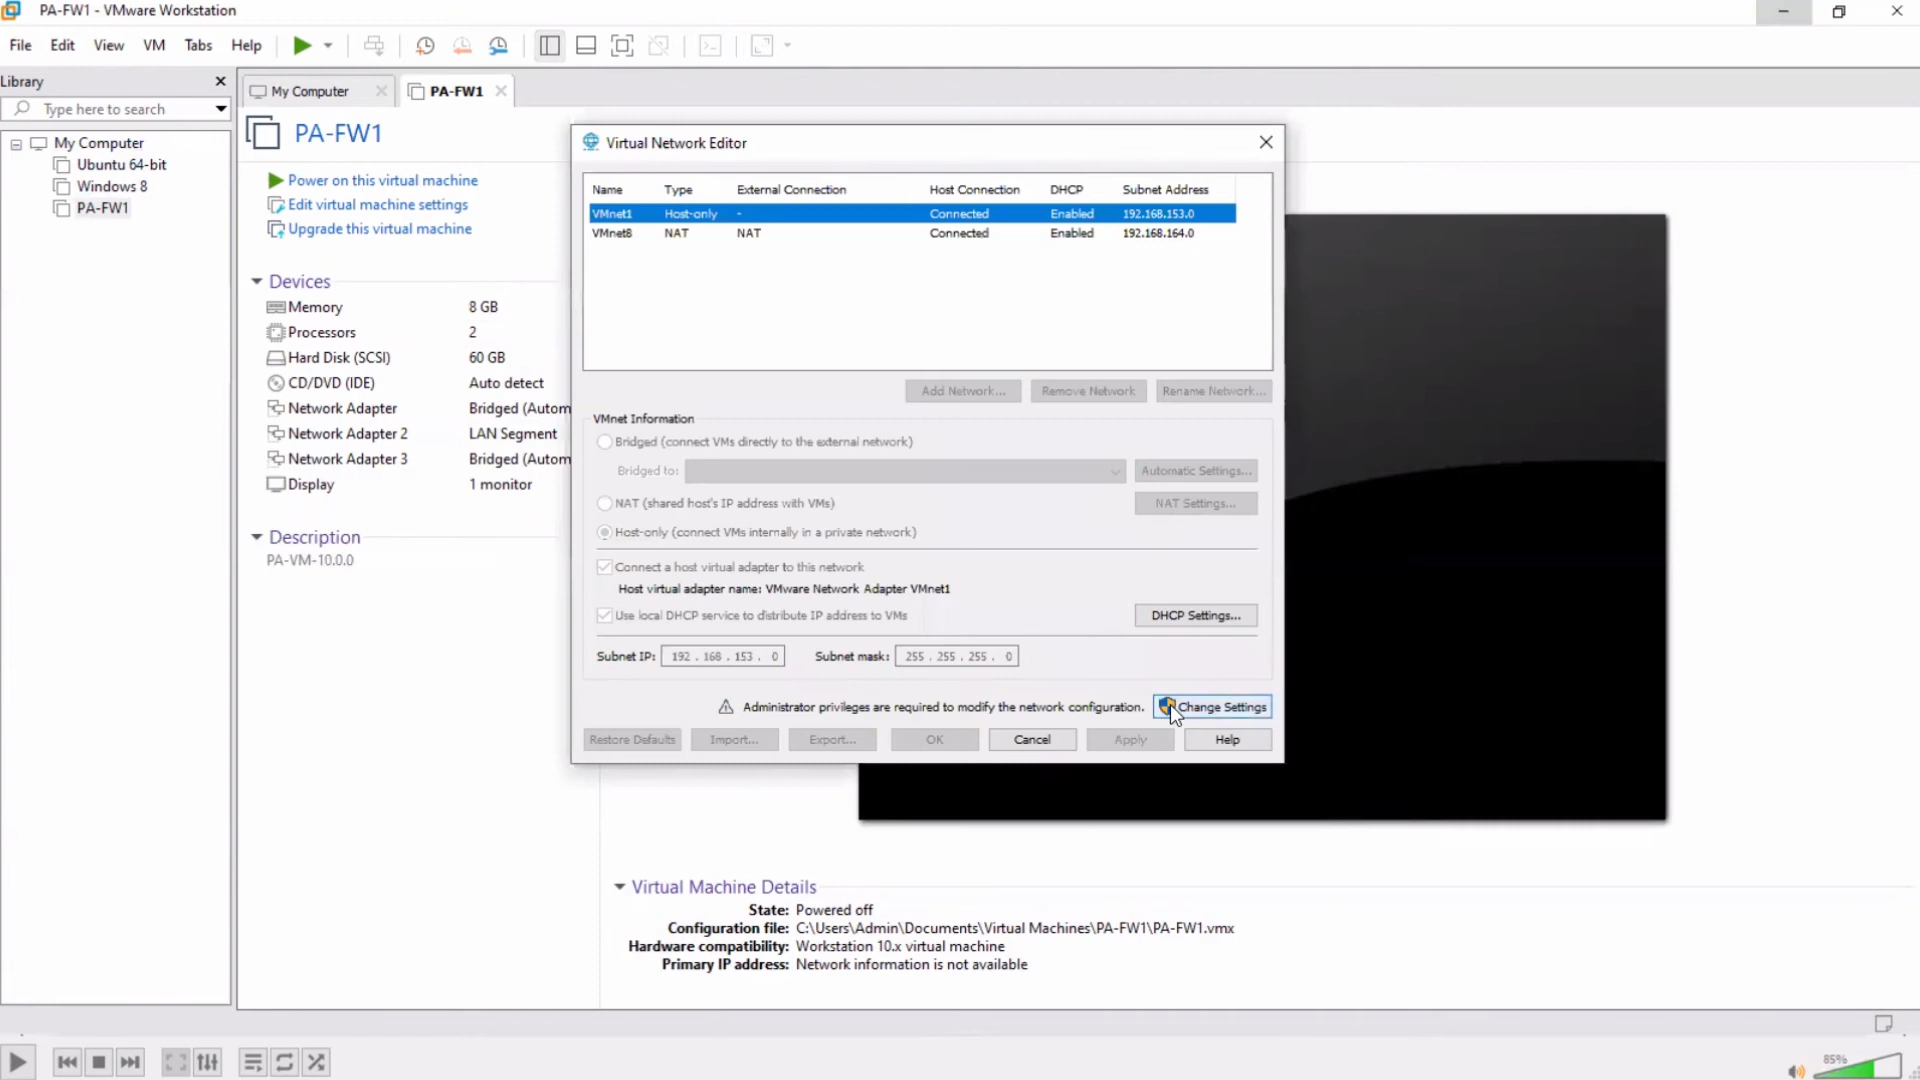 PA-FW1 - VMware Workstation
File Edit View VM Tabs Help
Library
Type here to search
My Computer
Ubuntu 64-bit
Windows 8
PA-FW1
My Computer
PA-FW1
PA-FW1
Power on this virtual machine
Edit virtual machine settings
Upgrade this virtual machine
Devices
Memory 8 GB
Processors 2
Hard Disk (SCSI) 60 GB
CD/DVD (IDE) Auto detect
Network Adapter Bridged (Autom
Network Adapter 2 LAN Segment
Network Adapter 3 Bridged (Autom
Display 1 monitor
Description
PA-VM-10.0.0
Virtual Network Editor
Name Type External Connection Host Connection DHCP Subnet Address
VMnet1 Host-only - Connected Enabled 192.168.153.0
VMnet8 NAT NAT Connected Enabled 192.168.164.0
Add Network... Remove Network Rename Network...
VMnet Information
Bridged (connect VMs directly to the external network)
Bridged to: Automatic Settings...
NAT (shared host's IP address with VMs) NAT Settings...
Host-only (connect VMs internally in a private network)
Connect a host virtual adapter to this network
Host virtual adapter name: VMware Network Adapter VMnet1
Use local DHCP service to distribute IP address to VMs DHCP Settings...
Subnet IP: 192 . 168 . 153 . 0 Subnet mask: 255 . 255 . 255 . 0
Administrator privileges are required to modify the network configuration. Change Settings
Restore Defaults Import... Export... OK Cancel Apply Help
Virtual Machine Details
State: Powered off
Configuration file: C:\Users\Admin\Documents\Virtual Machines\PA-FW1\PA-FW1.vmx
Hardware compatibility: Workstation 10.x virtual machine
Primary IP address: Network information is not available
85%